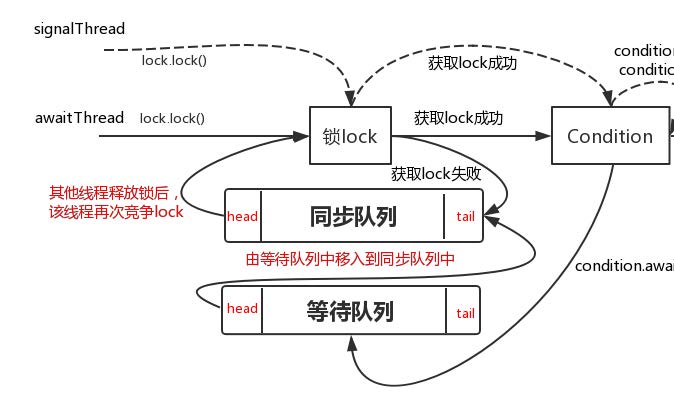 signalThread
lock.lock()
获取lock成功
condition
conditio
awaitThread
lock.lock()
获取lock成功
锁lock
Condition
获取lock失败
其他线程释放锁后，
该线程再次竞争lock
head
同步队列
tail
由等待队列中移入到同步队列中
condition.awai
head
等待队列
tail